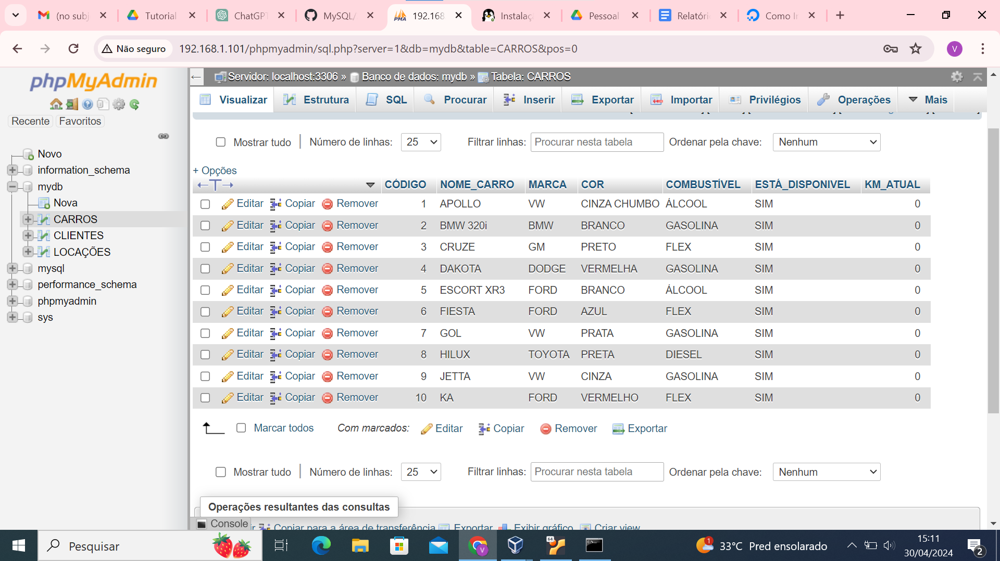 (no subj
Tutorial
ChatGPT
MySQL/
192.168
Instalaç
Pessoal
Relatóri
Como In
Não seguro
192.168.1.101/phpmyadmin/sql.php?server=1&db=mydb&table=CARROS&pos=0
V
phpMyAdmin
Recente
Favoritos
Novo
information_schema
mydb
Nova
CARROS
CLIENTES
LOCAÇÕES
mysql
performance_schema
phpmyadmin
sys
Servidor: localhost:3306 » Banco de dados: mydb » Tabela: CARROS
Visualizar Estrutura SQL Procurar Inserir Exportar Importar Privilégios Operações Mais
Mostrar tudo Número de linhas: 25 Filtrar linhas: Procurar nesta tabela Ordenar pela chave: Nenhum
+ Opções
←T→ CÓDIGO NOME_CARRO MARCA COR COMBUSTÍVEL ESTÁ_DISPONIVEL KM_ATUAL
Editar Copiar Remover 1 APOLLO VW CINZA CHUMBO ÁLCOOL SIM 0
Editar Copiar Remover 2 BMW 320i BMW BRANCO GASOLINA SIM 0
Editar Copiar Remover 3 CRUZE GM PRETO FLEX SIM 0
Editar Copiar Remover 4 DAKOTA DODGE VERMELHA GASOLINA SIM 0
Editar Copiar Remover 5 ESCORT XR3 FORD BRANCO ÁLCOOL SIM 0
Editar Copiar Remover 6 FIESTA FORD AZUL FLEX SIM 0
Editar Copiar Remover 7 GOL VW PRATA GASOLINA SIM 0
Editar Copiar Remover 8 HILUX TOYOTA PRETA DIESEL SIM 0
Editar Copiar Remover 9 JETTA VW CINZA GASOLINA SIM 0
Editar Copiar Remover 10 KA FORD VERMELHO FLEX SIM 0
Marcar todos Com marcados: Editar Copiar Remover Exportar
Mostrar tudo Número de linhas: 25 Filtrar linhas: Procurar nesta tabela Ordenar pela chave: Nenhum
Operações resultantes das consultas
Console
Copiar para a área de transferência Exportar Exibir gráfico Criar view
Pesquisar
V
64
1
33°C Pred ensolarado
15:11
30/04/2024
2